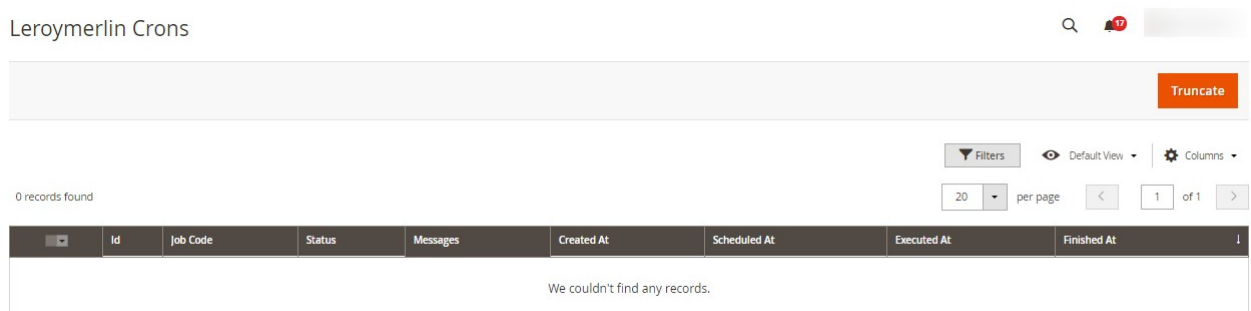 Leroymerlin Crons
17
Truncate
Filters Default View Columns
0 records found 20 per page 1 of 1
Id Job Code Status Messages Created At Scheduled At Executed At Finished At
We couldn't find any records.